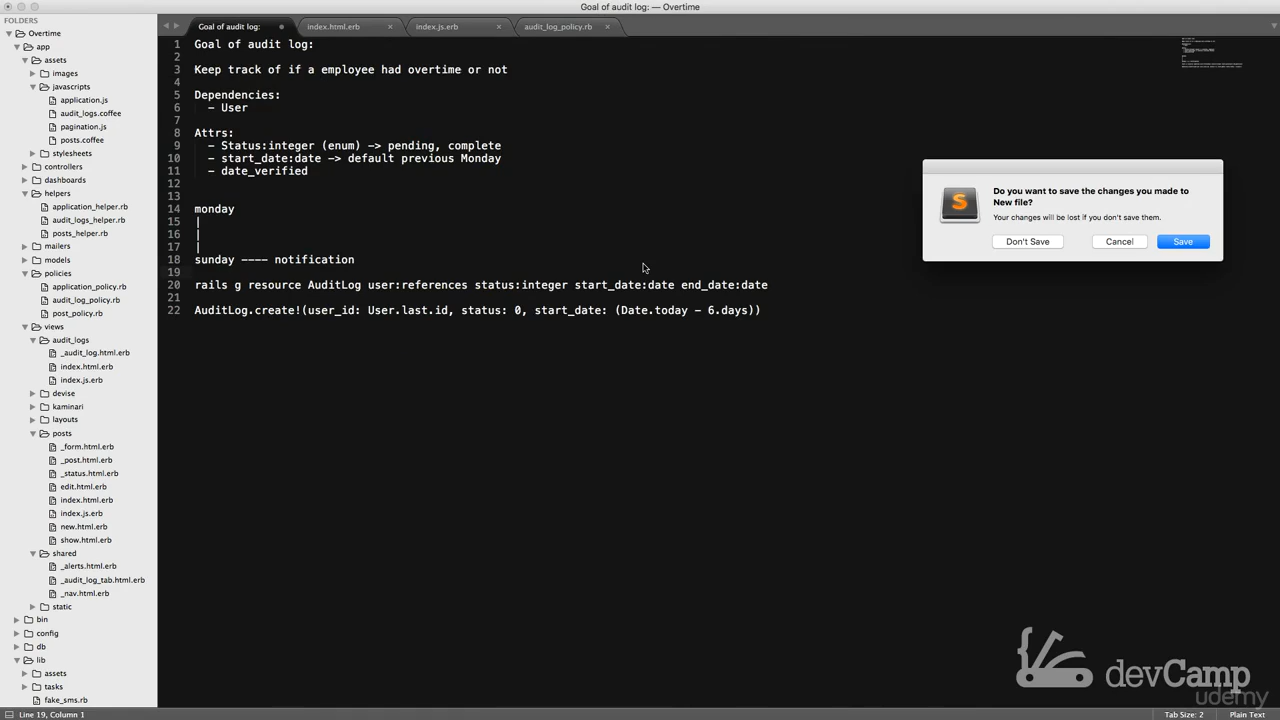 Goal of audit log: — Overtime
FOLDERS
Overtime
app
assets
images
javascripts
application.js
audit_logs.coffee
pagination.js
posts.coffee
stylesheets
controllers
dashboards
helpers
application_helper.rb
audit_logs_helper.rb
posts_helper.rb
mailers
models
policies
application_policy.rb
audit_log_policy.rb
post_policy.rb
views
audit_logs
_audit_log.html.erb
index.html.erb
index.js.erb
devise
kaminari
layouts
posts
_form.html.erb
_post.html.erb
_status.html.erb
edit.html.erb
index.html.erb
index.js.erb
new.html.erb
show.html.erb
shared
_alerts.html.erb
_audit_log_tab.html.erb
_nav.html.erb
static
bin
config
db
lib
assets
tasks
fake_sms.rb
Goal of audit log: index.html.erb index.js.erb audit_log_policy.rb
1 Goal of audit log:
2
3 Keep track of if a employee had overtime or not
4
5 Dependencies:
6 - User
7
8 Attrs:
9 - Status:integer (enum) -> pending, complete
10 - start_date:date -> default previous Monday
11 - date_verified
12
13
14 monday
15 |
16 |
17 |
18 sunday ---- notification
19
20 rails g resource AuditLog user:references status:integer start_date:date end_date:date
21
22 AuditLog.create!(user_id: User.last.id, status: 0, start_date: (Date.today - 6.days))
Do you want to save the changes you made to
New file?
Your changes will be lost if you don't save them.
Don't Save Cancel Save
devCamp
udemy
Line 19, Column 1 Tab Size: 2 Plain Text